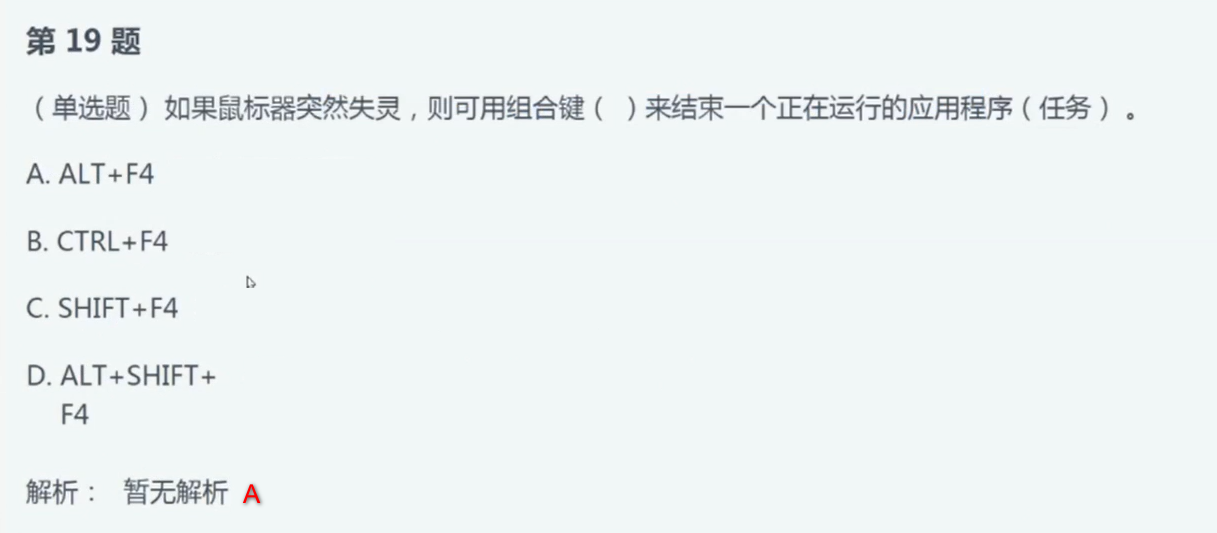 第 19 题
（单选题）如果鼠标器突然失灵，则可用组合键（ ）来结束一个正在运行的应用程序（任务）。
A. ALT+F4
B. CTRL+F4
C. SHIFT+F4
D. ALT+SHIFT+
F4
解析： 暂无解析 A